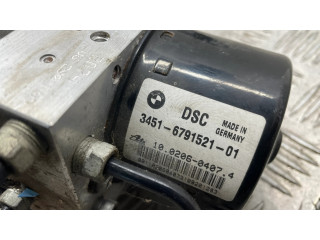 DSC
MADE IN
GERMANY
3451-6791521-01
10.0206-0407.4